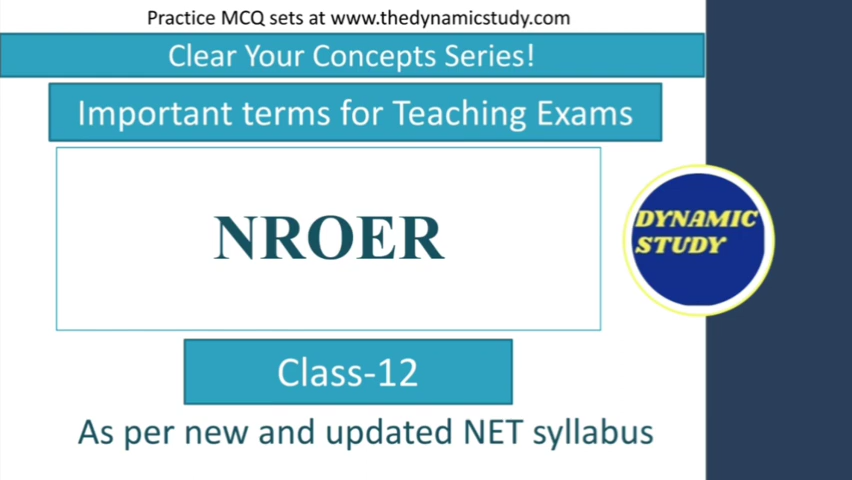 Practice MCQ sets at www.thedynamicstudy.com
Clear Your Concepts Series!
Important terms for Teaching Exams
NROER
DYNAMIC
STUDY
Class-12
As per new and updated NET syllabus